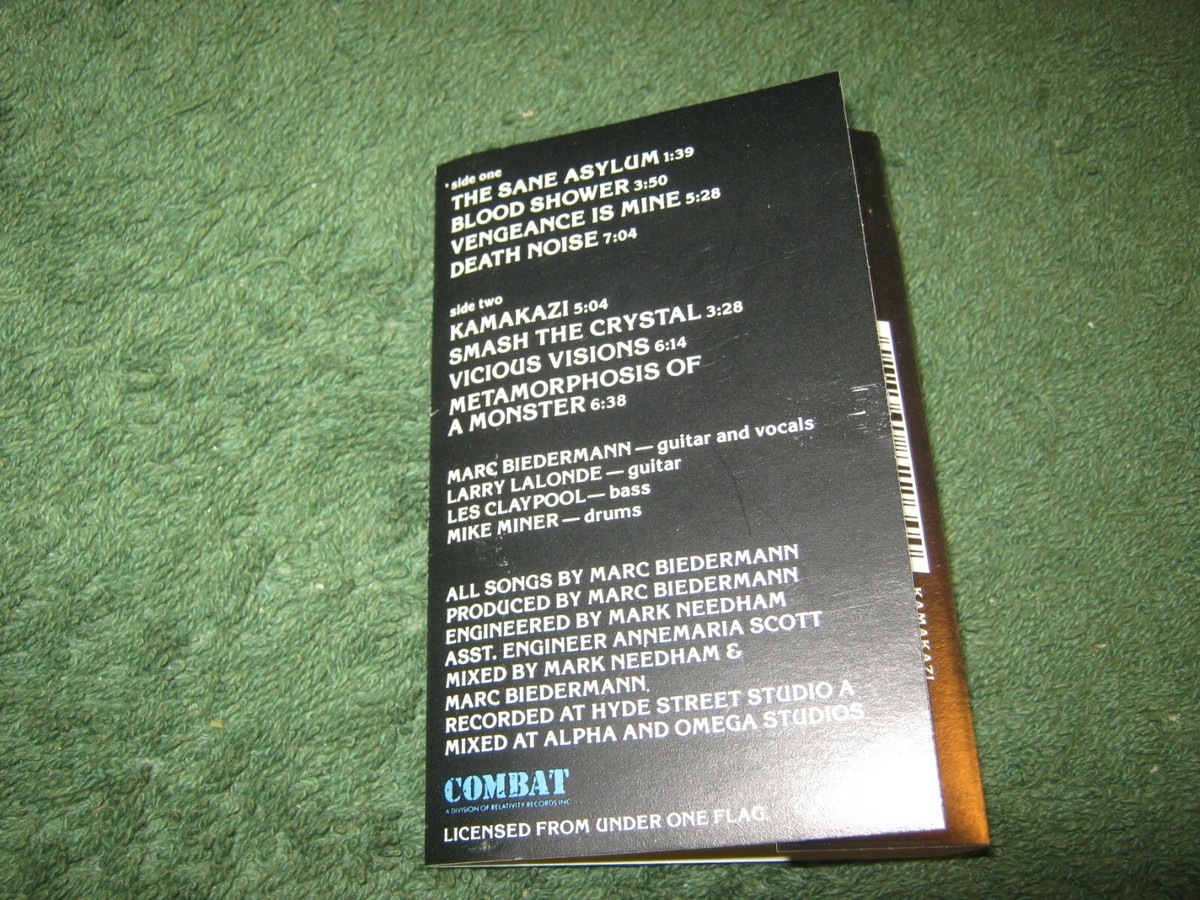 side one
THE SANE ASYLUM 1:39
BLOOD SHOWER 3:50
VENGEANCE IS MINE 5:28
DEATH NOISE 7:04
side two
KAMAKAZI 5:04
SMASH THE CRYSTAL 3:28
VICIOUS VISIONS 6:14
METAMORPHOSIS OF
A MONSTER 6:38
MARC BIEDERMANN — guitar and vocals
LARRY LALONDE — guitar
LES CLAYPOOL — bass
MIKE MINER — drums
ALL SONGS BY MARC BIEDERMANN
PRODUCED BY MARC BIEDERMANN
ENGINEERED BY MARK NEEDHAM
ASST. ENGINEER ANNEMARIA SCOTT
MIXED BY MARK NEEDHAM &
MARC BIEDERMANN.
RECORDED AT HYDE STREET STUDIO A
MIXED AT ALPHA AND OMEGA STUDIOS
COMBAT
A DIVISION OF RELATIVITY RECORDS INC
LICENSED FROM UNDER ONE FLAG.
KAMAKAZI